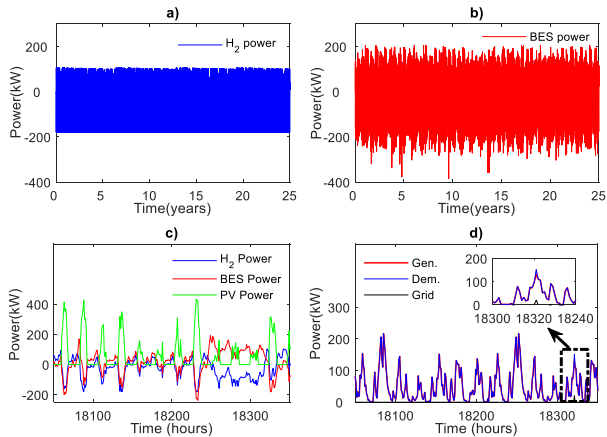 a)
200
0
-200
-400
Power(kW)
H2 power
0 5 10 15 20 25
Time(years)
b)
200
0
-200
-400
Power(kW)
BES power
0 5 10 15 20 25
Time(years)
c)
400
200
0
-200
Power(kW)
H2 Power
BES Power
PV Power
18100 18200 18300
Time (hours)
d)
300
200
100
0
Power(kW)
Gen.
Dem.
Grid
200
100
0
18300 18320 18240
18100 18200 18300
Time (hours)